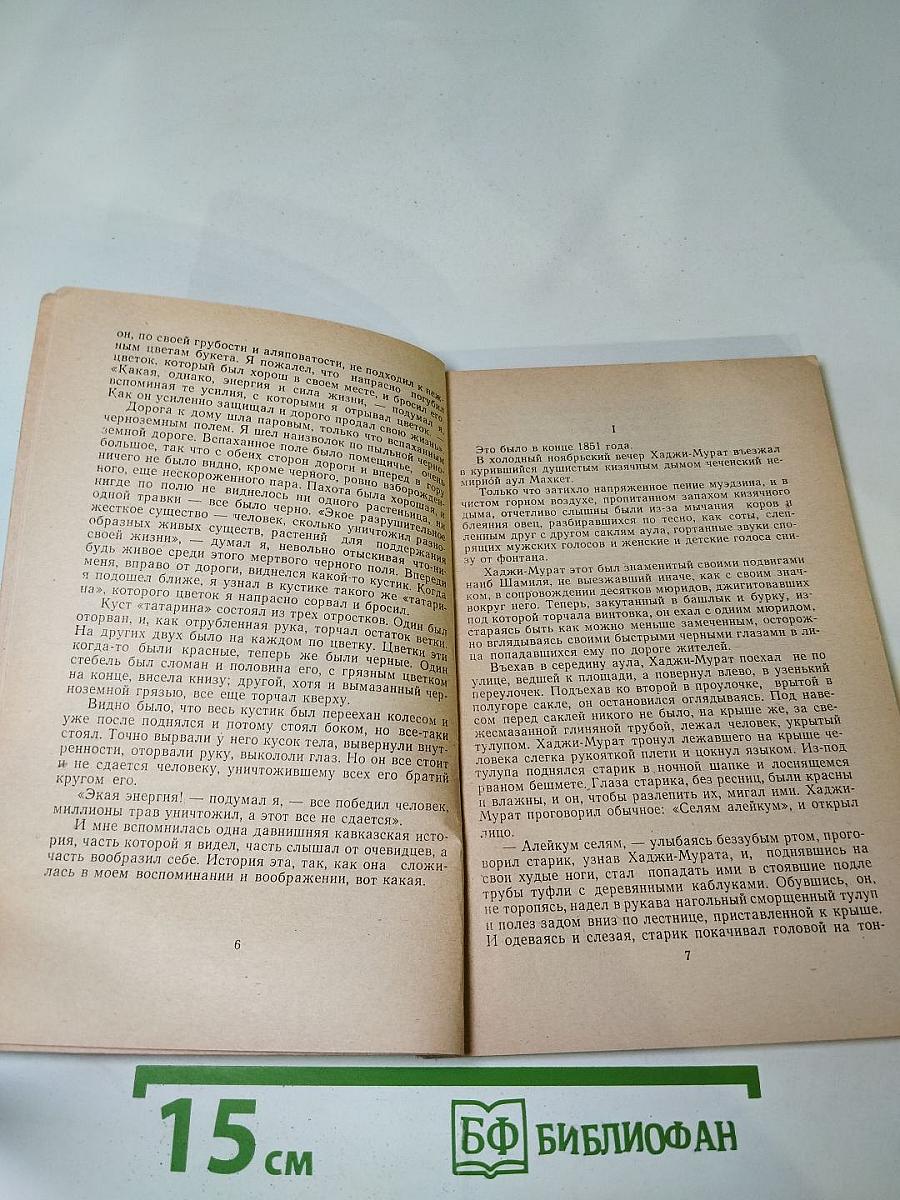 он, по своей грубости и аляповатости, не подходил к неж-
ным цветам букета. Я пожалел, что напрасно погубил
цветок, который был хорош в своем месте, и бросил его.
«Какая, однако, энергия и сила жизни, — подумал я,
вспоминая те усилия, с которыми я отрывал цветок. —
Как он усиленно защищал и дорого продал свою жизнь».
Дорога к дому шла паровым, только что вспаханным
черноземным полем. Я шел наизволок по пыльной черно-
земной дороге. Вспаханное поле было помещичье, очень
большое, так что с обеих сторон дороги и вперед в гору
ничего не было видно, кроме черного, ровно взборожден-
ного, еще нескороженного пара. Пахота была хорошая, и
нигде по полю не виднелось ни одного растеньица, ни
одной травки — все было черно. «Экое разрушительное
жестокое существо — человек, сколько уничтожил разно-
образных живых существ, растений для поддержания
своей жизни», — думал я, невольно отыскивая что-ни-
будь живое среди этого мертвого черного поля. Впереди
меня, вправо от дороги, виднелся какой-то кустик. Когда
я подошел ближе, я узнал в кустике такого же «татари-
на», которого цветок я напрасно сорвал и бросил.
Куст «татарина» состоял из трех отростков. Один был
оторван, и, как отрубленная рука, торчал остаток ветки.
На других двух было на каждом по цветку. Цветки эти
когда-то были красные, теперь же были черные. Один
стебель был сломан и половина его, с грязным цветком
на конце, висела книзу; другой, хотя и вымазанный чер-
ноземной грязью, все еще торчал кверху.
Видно было, что весь кустик был переехан колесом и
уже после поднялся и потому стоял боком, но все-таки
стоял. Точно вырвали у него кусок тела, вывернули внут-
ренности, оторвали руку, выкололи глаз. Но он все стоит
и не сдается человеку, уничтожившему всех его братий
кругом его.
«Экая энергия! — подумал я, — все победил человек,
миллионы трав уничтожил, а этот все не сдается».
И мне вспомнилась одна давнишняя кавказская исто-
рия, часть которой я видел, часть слышал от очевидцев, а
часть вообразил себе. История эта, так, как она сложи-
лась в моем воспоминании и воображении, вот какая.
6
I
Это было в конце 1851 года.
В холодный ноябрьский вечер Хаджи-Мурат въезжал
в курившийся душистым кизячным дымом чеченский не-
мирной аул Махкет.
Только что затихло напряженное пение муэдзина, и в
чистом горном воздухе, пропитанном запахом кизячного
дыма, отчетливо слышны были из-за мычания коров и
блеяния овец, разбиравшихся по тесно, как соты, слеп-
ленным друг с другом саклям аула, гортанные звуки спо-
рящих мужских голосов и женские и детские голоса сни-
зу от фонтана.
Хаджи-Мурат этот был знаменитый своими подвигами
наиб Шамиля, не выезжавший иначе, как с своим знач-
ком, в сопровождении десятков мюридов, джигитовавших
вокруг него. Теперь, закутанный в башлык и бурку, из-
под которой торчала винтовка, он ехал с одним мюридом,
стараясь быть как можно меньше замеченным, осторож-
но вглядываясь своими быстрыми черными глазами в ли-
ца попадавшихся ему по дороге жителей.
Въехав в середину аула, Хаджи-Мурат поехал не по
улице, ведшей к площади, а повернул влево, в узенький
переулочек. Подъехав ко второй в проулочке, врытой в
полугоре сакле, он остановился оглядываясь. Под наве-
сом перед саклей никого не было, на крыше же, за све-
жесмазанной глиняной трубой, лежал человек, укрытый
тулупом. Хаджи-Мурат тронул лежавшего на крыше че-
ловека слегка рукояткой плети и цокнул языком. Из-под
тулупа поднялся старик в ночной шапке и лоснящемся
рваном бешмете. Глаза старика, без ресниц, были красны
и влажны, и он, чтобы разлепить их, мигал ими. Хаджи-
Мурат проговорил обычное: «Селям алейкум», и открыл
лицо.
— Алейкум селям, — улыбаясь беззубым ртом, прого-
ворил старик, узнав Хаджи-Мурата, и, поднявшись на
свои худые ноги, стал попадать ими в стоявшие подле
трубы туфли с деревянными каблуками. Обувшись, он,
не торопясь, надел в рукава нагольный сморщенный тулуп
и полез задом вниз по лестнице, приставленной к крыше.
И одеваясь и слезая, старик покачивал головой на тон-
7
15 см
БФ БИБЛИОФАН